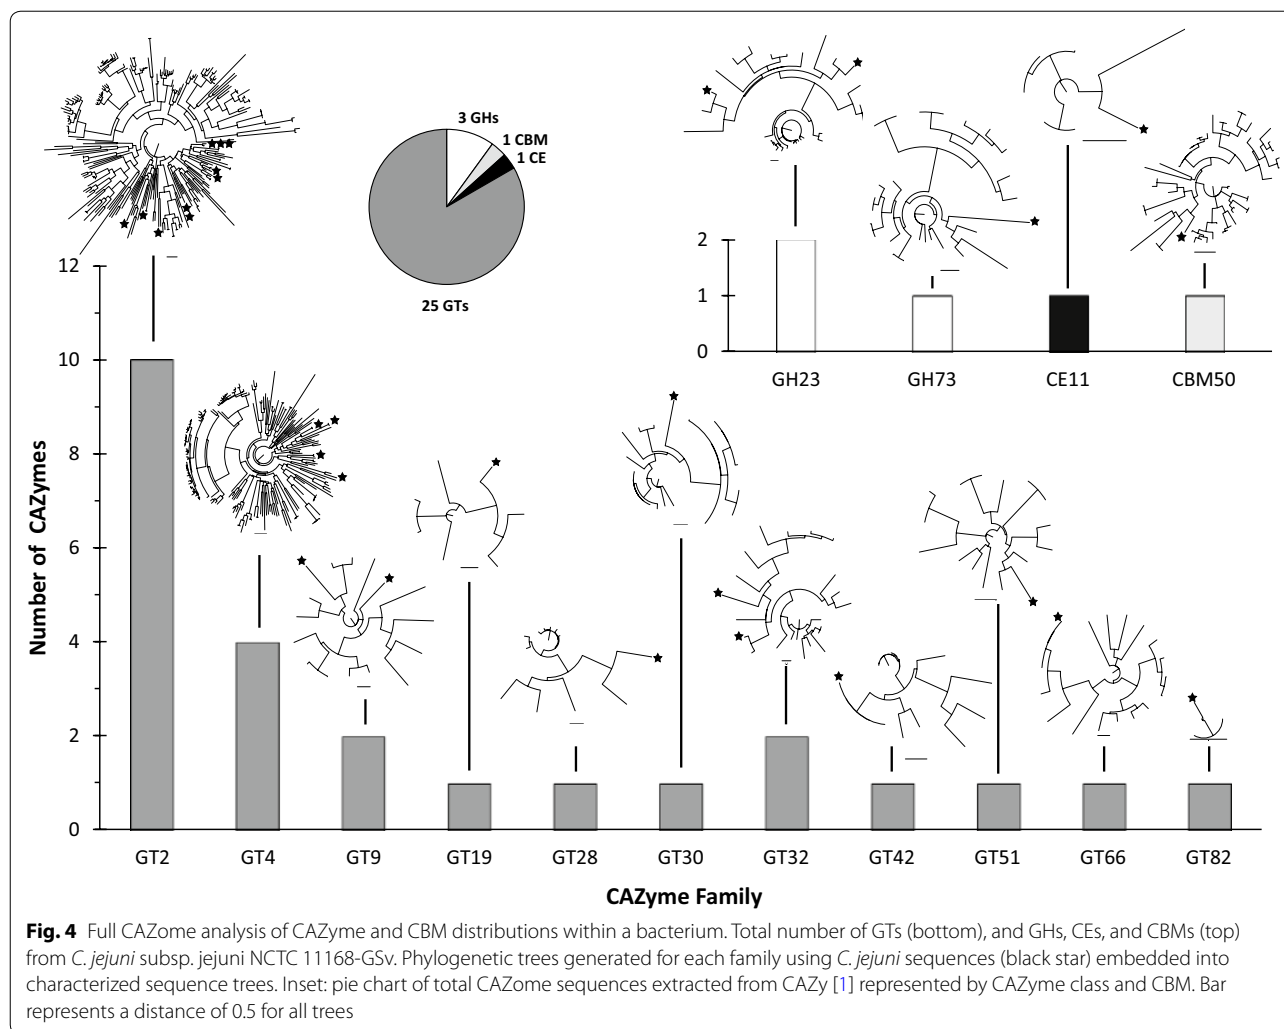 3 GHs
1 CBM
1 CE
25 GTs
2
1
0
GH23 GH73 CE11 CBM50
Number of CAZymes
12
10
8
6
4
2
0
GT2 GT4 GT9 GT19 GT28 GT30 GT32 GT42 GT51 GT66 GT82
CAZyme Family
Fig. 4 Full CAZome analysis of CAZyme and CBM distributions within a bacterium. Total number of GTs (bottom), and GHs, CEs, and CBMs (top)
from C. jejuni subsp. jejuni NCTC 11168-GSv. Phylogenetic trees generated for each family using C. jejuni sequences (black star) embedded into
characterized sequence trees. Inset: pie chart of total CAZome sequences extracted from CAZy [1] represented by CAZyme class and CBM. Bar
represents a distance of 0.5 for all trees